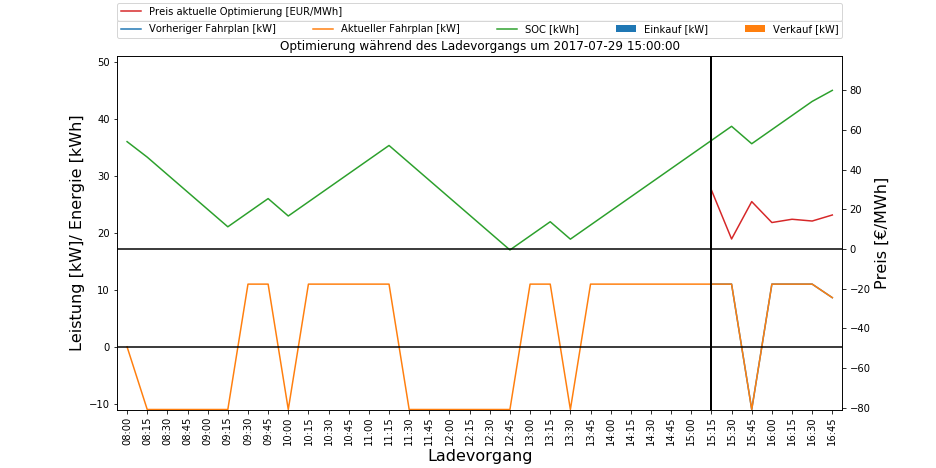 Preis aktuelle Optimierung [EUR/MWh]
Vorheriger Fahrplan [kW] Aktueller Fahrplan [kW] SOC [kWh] Einkauf [kW] Verkauf [kW]
Optimierung während des Ladevorgangs um 2017-07-29 15:00:00
Leistung [kW]/ Energie [kWh]
50
40
30
20
10
0
−10
80
60
40
20
0
−20
−40
−60
−80
Preis [€/MWh]
08:00 08:15 08:30 08:45 09:00 09:15 09:30 09:45 10:00 10:15 10:30 10:45 11:00 11:15 11:30 11:45 12:00 12:15 12:30 12:45 13:00 13:15 13:30 13:45 14:00 14:15 14:30 14:45 15:00 15:15 15:30 15:45 16:00 16:15 16:30 16:45
Ladevorgang